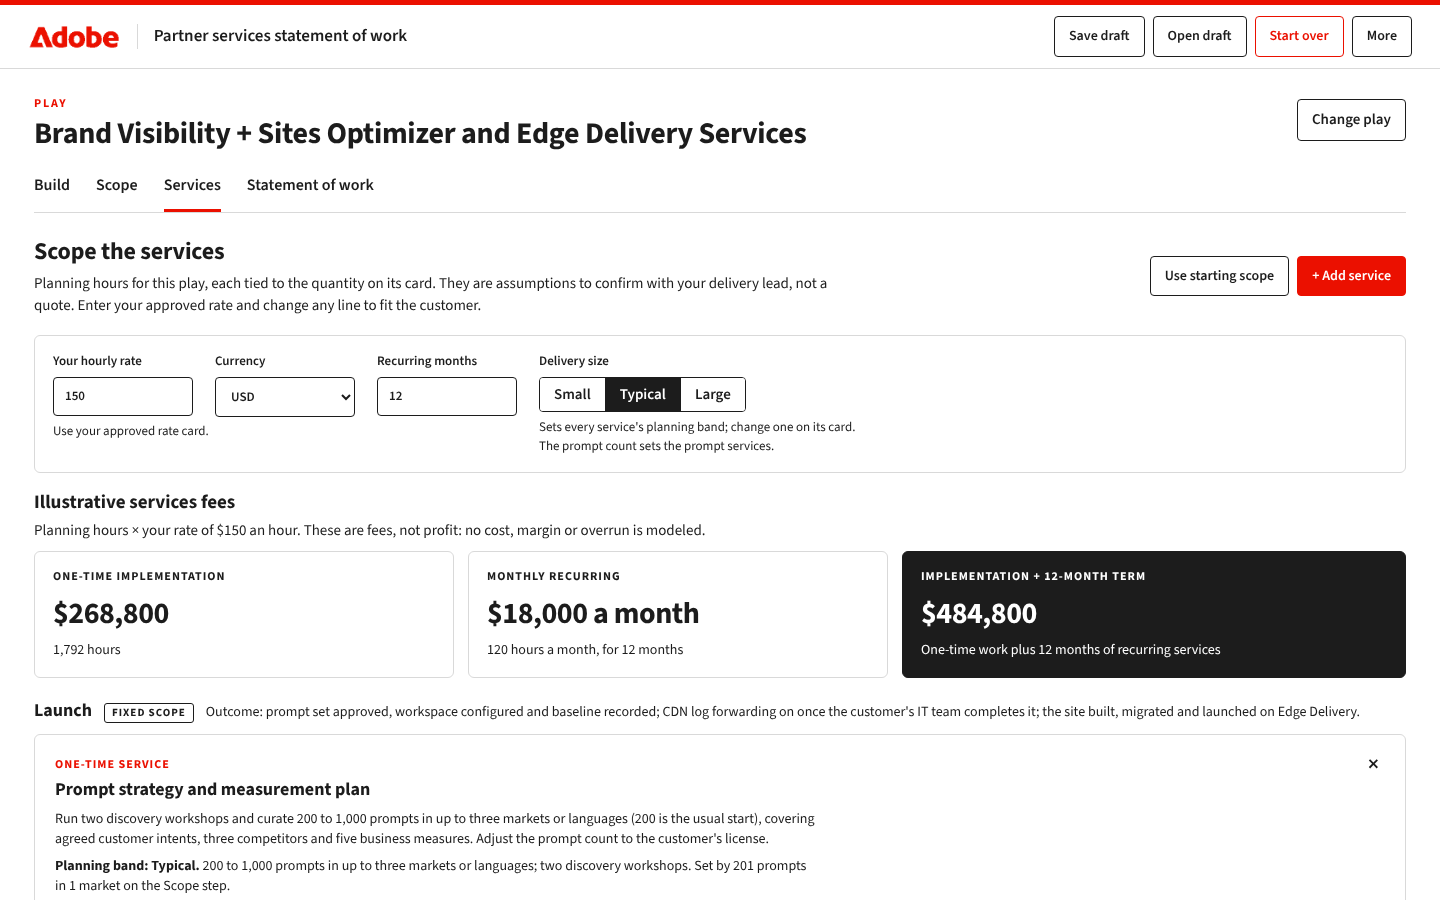 Adobe
Partner services statement of work
Save draft
Open draft
Start over
More
PLAY
Brand Visibility + Sites Optimizer and Edge Delivery Services
Change play
Build
Scope
Services
Statement of work
Scope the services
Planning hours for this play, each tied to the quantity on its card. They are assumptions to confirm with your delivery lead, not a
quote. Enter your approved rate and change any line to fit the customer.
Use starting scope
+ Add service
Your hourly rate
Currency
Recurring months
Delivery size
150
USD
12
Small
Typical
Large
Use your approved rate card.
Sets every service's planning band; change one on its card.
The prompt count sets the prompt services.
Illustrative services fees
Planning hours × your rate of $150 an hour. These are fees, not profit: no cost, margin or overrun is modeled.
ONE-TIME IMPLEMENTATION
$268,800
1,792 hours
MONTHLY RECURRING
$18,000 a month
120 hours a month, for 12 months
IMPLEMENTATION + 12-MONTH TERM
$484,800
One-time work plus 12 months of recurring services
Launch
FIXED SCOPE
Outcome: prompt set approved, workspace configured and baseline recorded; CDN log forwarding on once the customer's IT team completes it; the site built, migrated and launched on Edge Delivery.
ONE-TIME SERVICE
×
Prompt strategy and measurement plan
Run two discovery workshops and curate 200 to 1,000 prompts in up to three markets or languages (200 is the usual start), covering
agreed customer intents, three competitors and five business measures. Adjust the prompt count to the customer's license.
Planning band: Typical. 200 to 1,000 prompts in up to three markets or languages; two discovery workshops. Set by 201 prompts
in 1 market on the Scope step.